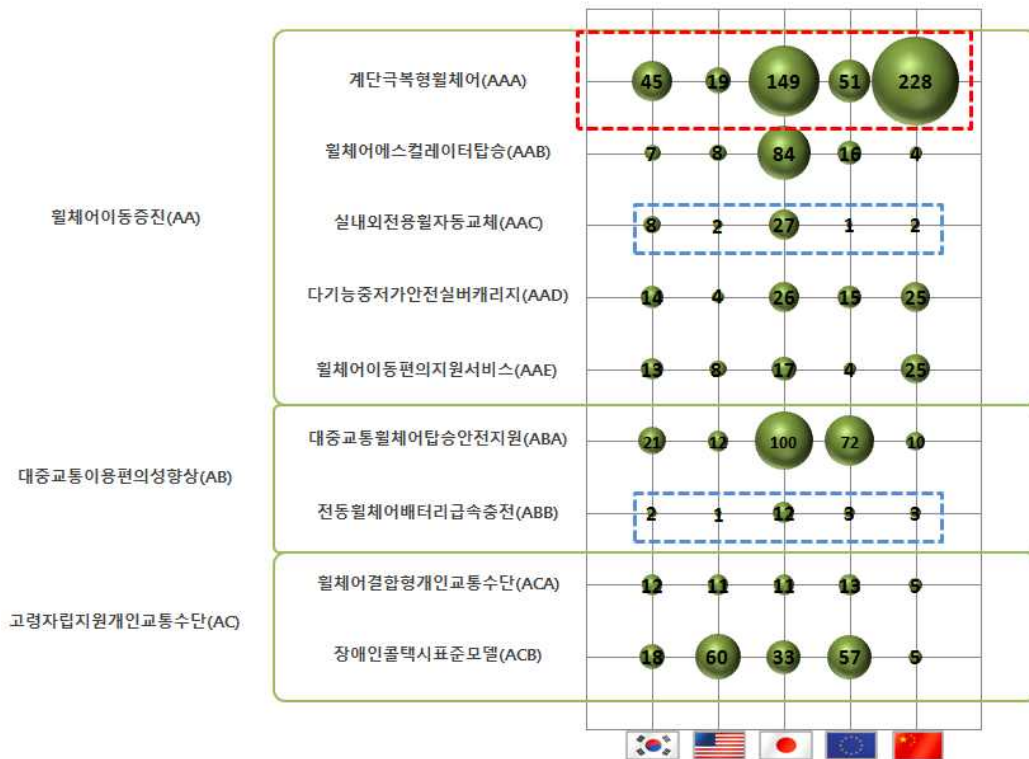 계단극복형휠체어(AAA)
45 19 149 51 228
휠체어에스컬레이터탑승(AAB)
7 8 84 16 4
휠체어이동증진(AA)
실내외전용휠자동교체(AAC)
8 2 27 1 2
다기능중저가안전실버캐리지(AAD)
14 4 26 15 25
휠체어이동편의지원서비스(AAE)
13 8 17 4 25
대중교통휠체어탑승안전지원(ABA)
21 12 100 72 10
대중교통이용편의성향상(AB)
전동휠체어배터리급속충전(ABB)
2 1 12 3 3
휠체어결합형개인교통수단(ACA)
12 11 11 13 5
고령자립지원개인교통수단(AC)
장애인콜택시표준모델(ACB)
18 60 33 57 5